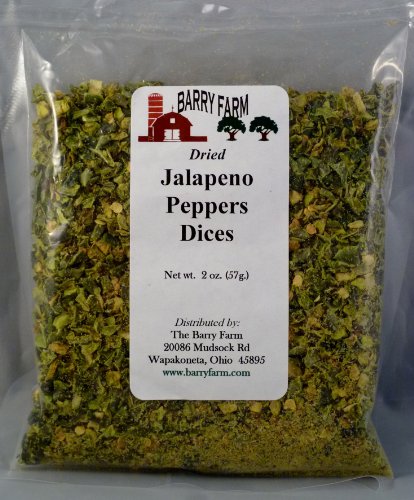 BARRY FARM
Dried
Jalapeno
Peppers
Dices
Net wt. 2 oz. (57g.)
Distributed by:
The Barry Farm
20086 Mudsock Rd
Wapakoneta, Ohio 45895
www.barryfarm.com